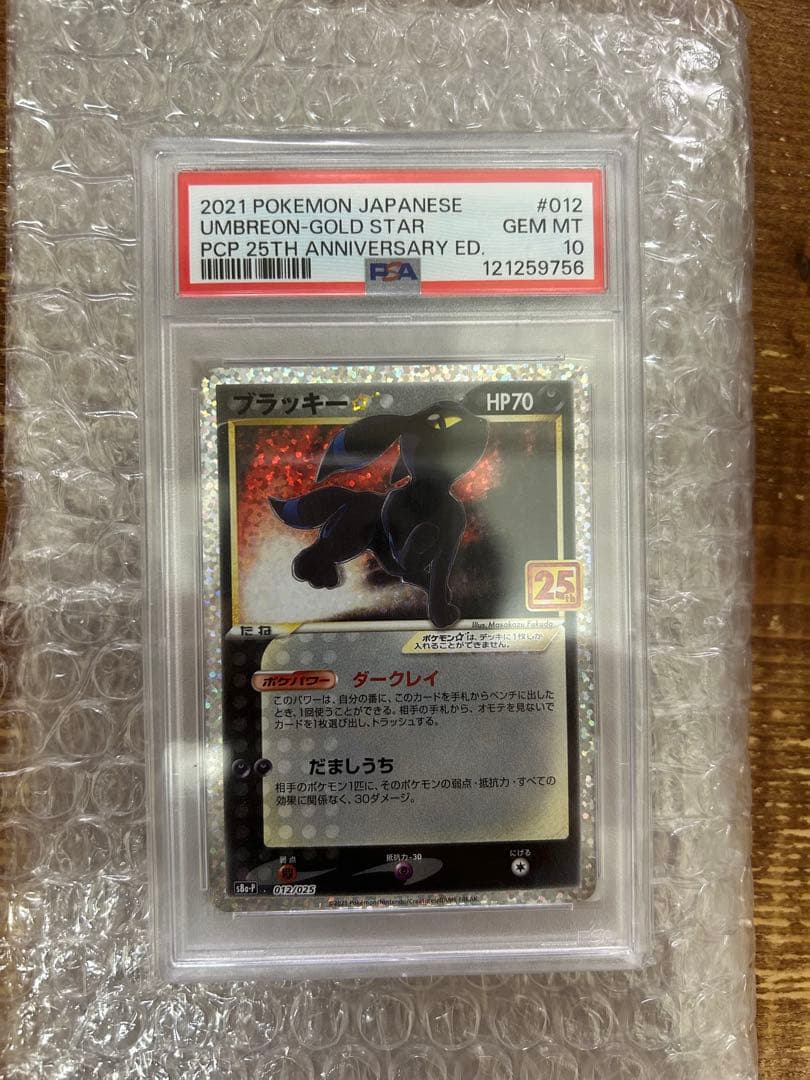 2021 POKEMON JAPANESE #012
UMBREON-GOLD STAR GEM MT
PCP 25TH ANNIVERSARY ED. 10
PSA 121259756
ブラッキー☆ HP70
25th
Illus. Masakazu Fukuda
たね
ポケモン☆は、デッキに1枚しか
入れることができません。
ポケパワー ダークレイ
このパワーは、自分の番に、このカードを手札からベンチに出した
とき、1回使うことができる。相手の手札から、オモテを見ないで
カードを1枚選び出し、トラッシュする。
だましうち
相手のポケモン1匹に、そのポケモンの弱点・抵抗力・すべての
効果に関係なく、30ダメージ。
弱点 抵抗力 -30 にげる
s8a-P 012/025
©2021 Pokémon/Nintendo/Creatures/GAME FREAK